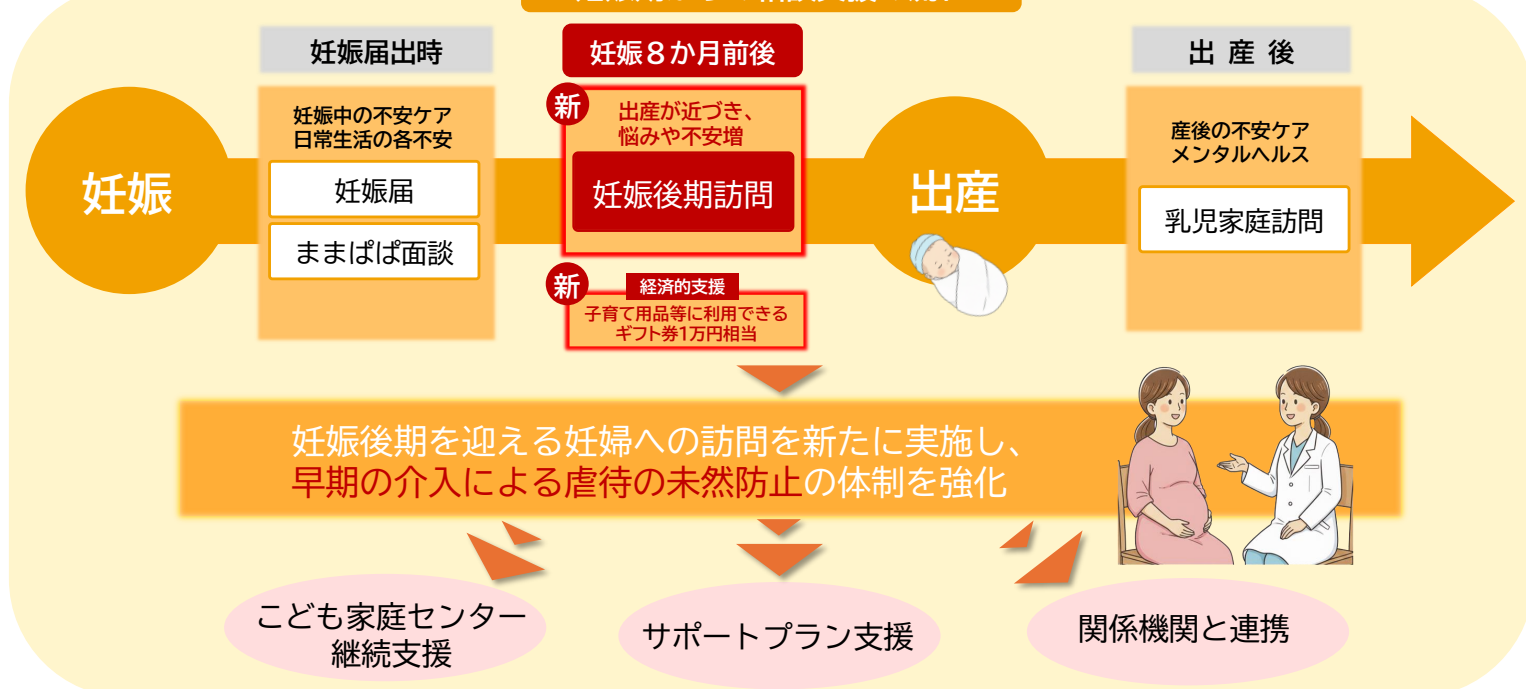 妊娠届出時
妊娠８か月前後
出 産 後
妊娠
妊娠中の不安ケア
日常生活の各不安
妊娠届
ままぱぱ面談
新
出産が近づき、
悩みや不安増
妊娠後期訪問
新
経済的支援
子育て用品等に利用できる
ギフト券1万円相当
出産
産後の不安ケア
メンタルヘルス
乳児家庭訪問
妊娠後期を迎える妊婦への訪問を新たに実施し、
早期の介入による虐待の未然防止の体制を強化
こども家庭センター
継続支援
サポートプラン支援
関係機関と連携